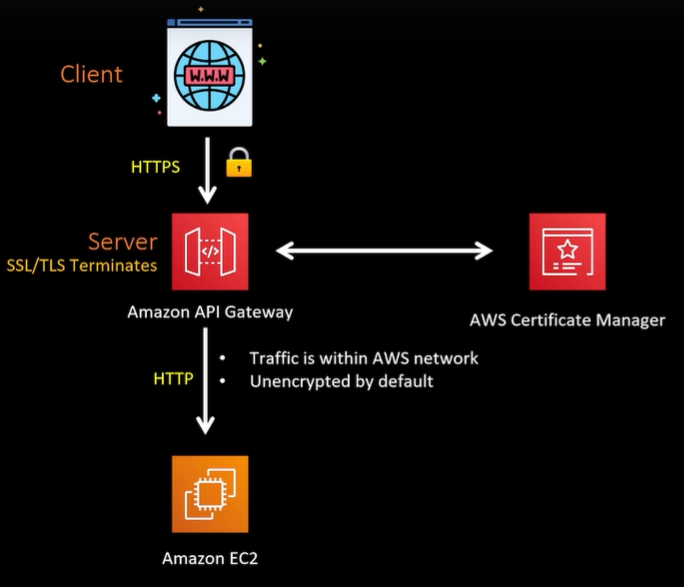 W.W.W
Client
HTTPS
Server
SSL/TLS Terminates
</>
Amazon API Gateway
AWS Certificate Manager
HTTP
• Traffic is within AWS network
• Unencrypted by default
Amazon EC2